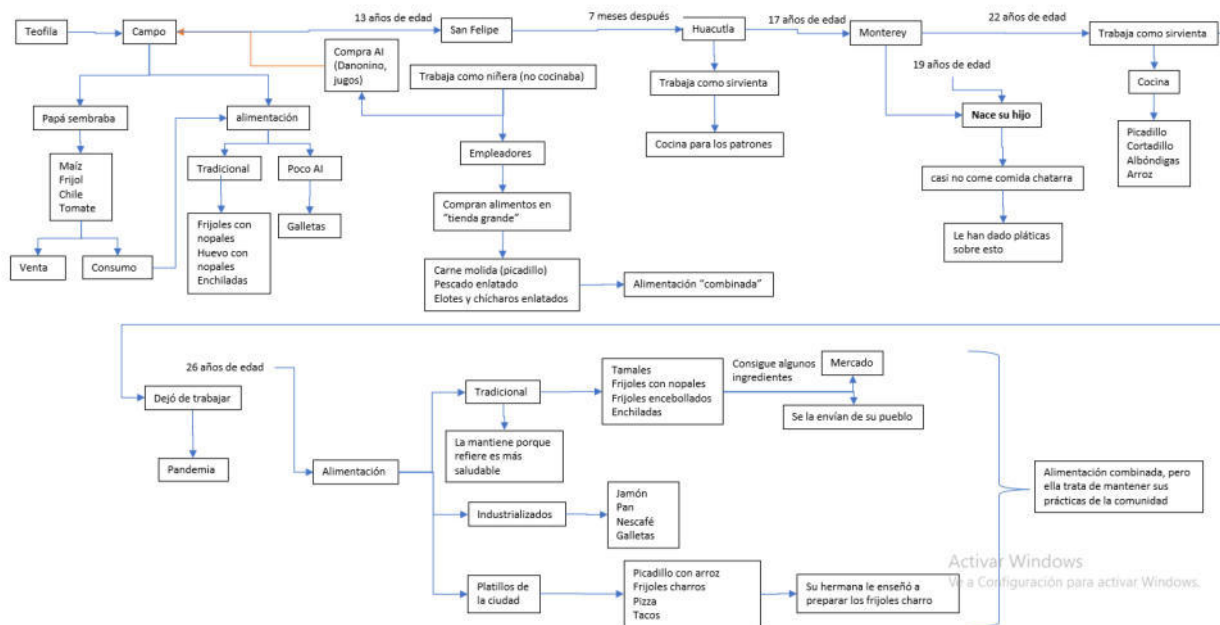 Teofila
Campo
13 años de edad
San Felipe
7 meses después
Huacutla
17 años de edad
Monterey
22 años de edad
Trabaja como sirvienta
Compra AI
(Danonino,
jugos)
Trabaja como niñera (no cocinaba)
Trabaja como sirvienta
19 años de edad
Cocina
Papá sembraba
alimentación
Nace su hijo
Empleadores
Cocina para los patrones
Picadillo
Cortadillo
Albóndigas
Arroz
Maíz
Frijol
Chile
Tomate
Tradicional
Poco AI
casi no come comida chatarra
Compran alimentos en
"tienda grande"
Frijoles con
nopales
Huevo con
nopales
Enchiladas
Galletas
Le han dado pláticas
sobre esto
Venta
Consumo
Carne molida (picadillo)
Pescado enlatado
Elotes y chícharos enlatados
Alimentación "combinada"
26 años de edad
Dejó de trabajar
Pandemia
Alimentación
Tradicional
Tamales
Frijoles con nopales
Frijoles encebollados
Enchiladas
Consigue algunos
ingredientes
Mercado
Se la envían de su pueblo
La mantiene porque
refiere es más
saludable
Industrializados
Jamón
Pan
Nescafé
Galletas
Alimentación combinada, pero
ella trata de mantener sus
prácticas de la comunidad
Platillos de
la ciudad
Picadillo con arroz
Frijoles charros
Pizza
Tacos
Su hermana le enseñó a
preparar los frijoles charro
Activar Windows
Ve a Configuración para activar Windows.